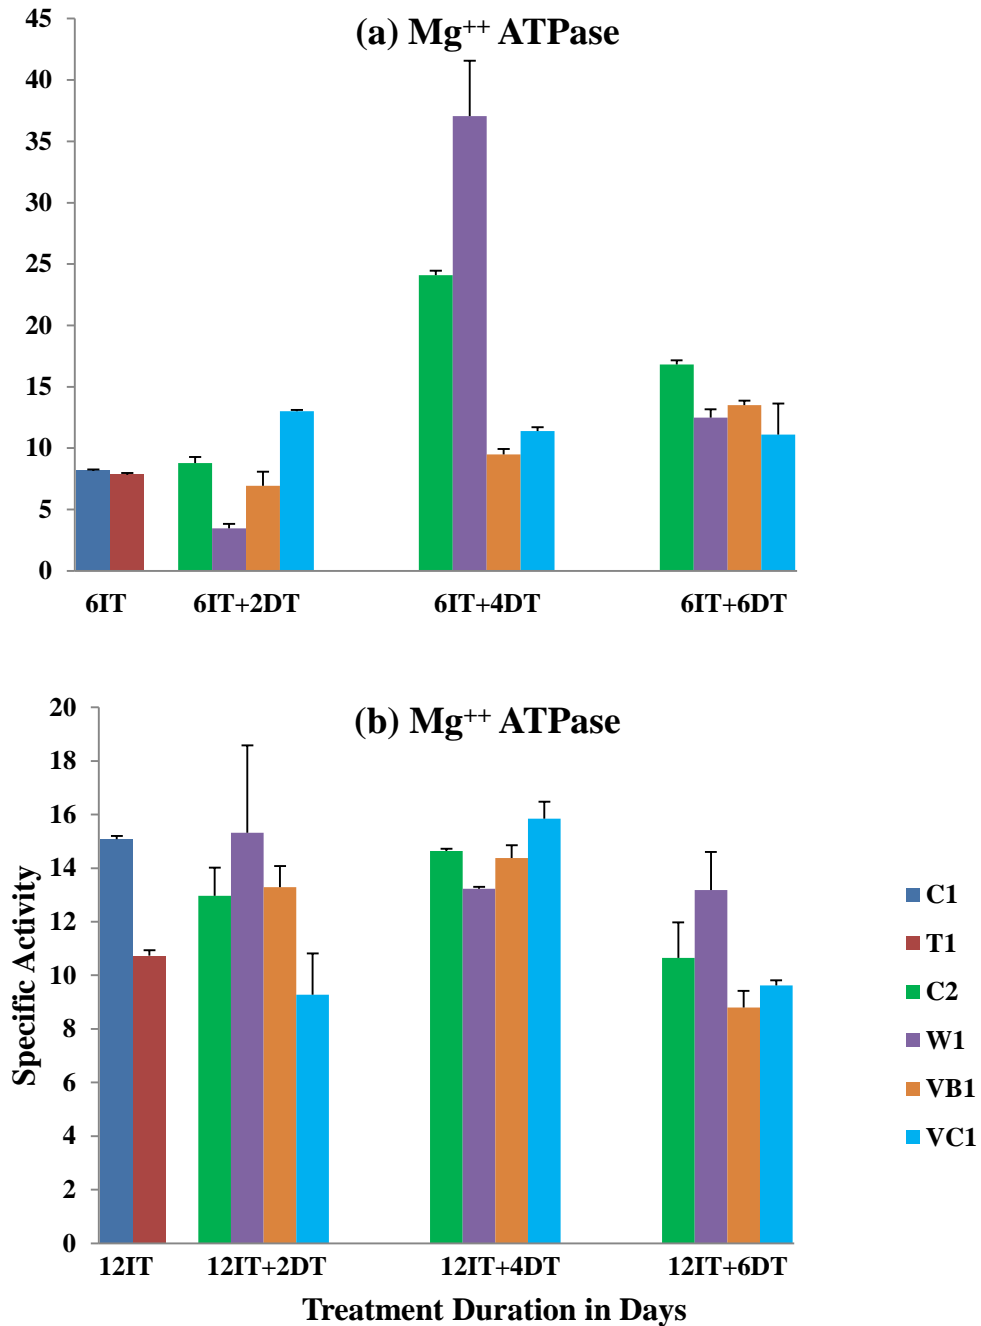 (a) Mg⁺⁺ ATPase
45
40
35
30
25
20
15
10
5
0
6IT 6IT+2DT 6IT+4DT 6IT+6DT
(b) Mg⁺⁺ ATPase
Specific Activity
20
18
16
14
12
10
8
6
4
2
0
12IT 12IT+2DT 12IT+4DT 12IT+6DT
Treatment Duration in Days
C1
T1
C2
W1
VB1
VC1